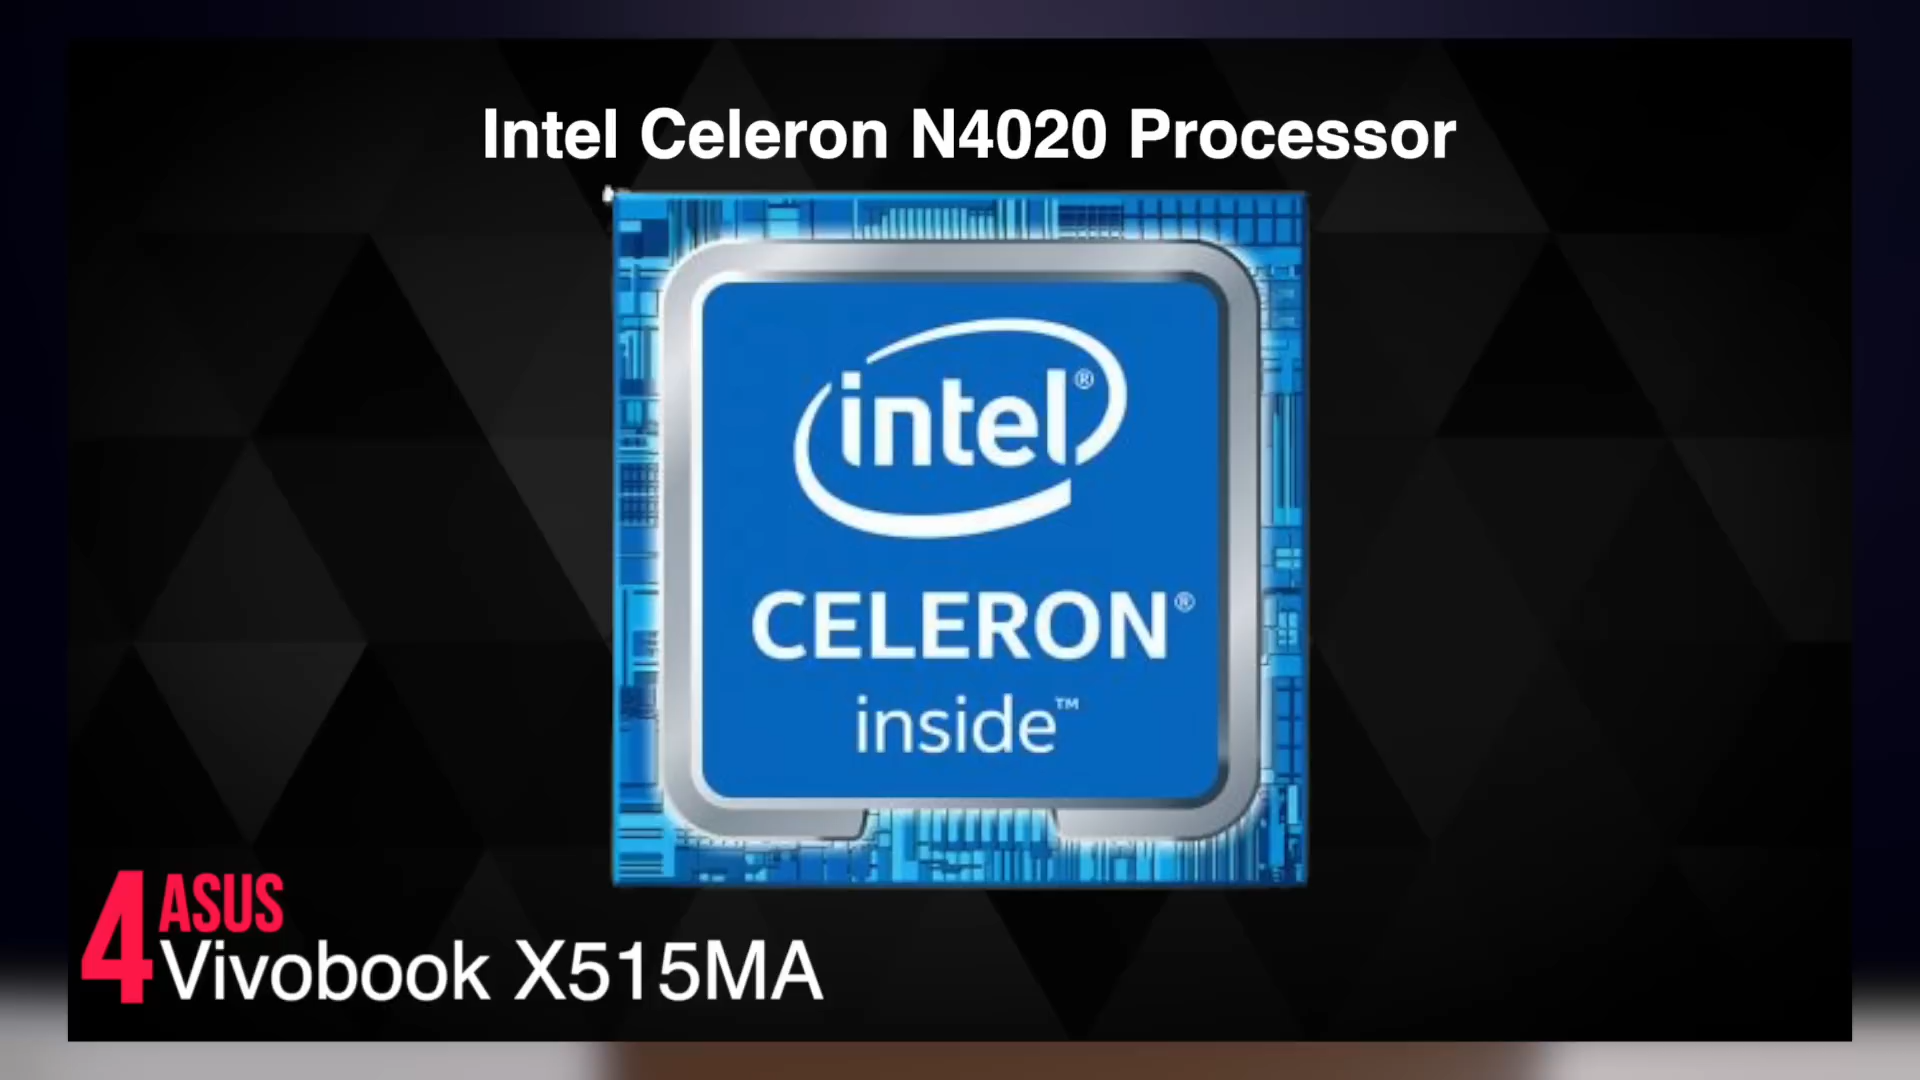 Intel Celeron N4020 Processor
intel®
CELERON®
inside™
4
ASUS
Vivobook X515MA